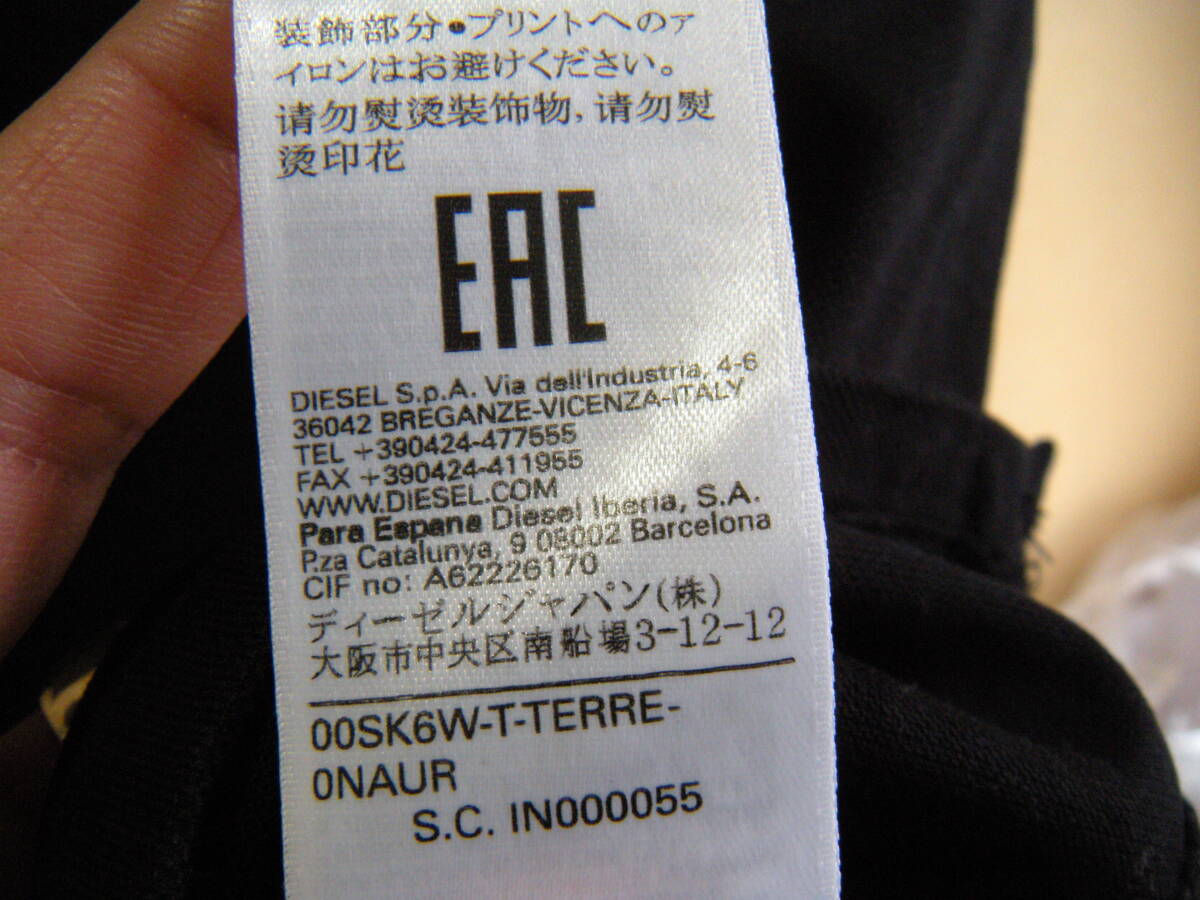 装飾部分・プリントへのア
イロンはお避けください。
请勿熨烫装饰物,请勿熨
烫印花
EAC
DIESEL S.p.A. Via dell'Industria, 4-6
36042 BREGANZE-VICENZA-ITALY
TEL +390424-477555
FAX +390424-411955
WWW.DIESEL.COM
Para Espana Diesel Iberia, S.A.
P.za Catalunya, 9 08002 Barcelona
CIF no: A62226170
ディーゼルジャパン(株)
大阪市中央区南船場3-12-12
00SK6W-T-TERRE-
0NAUR
S.C. IN000055